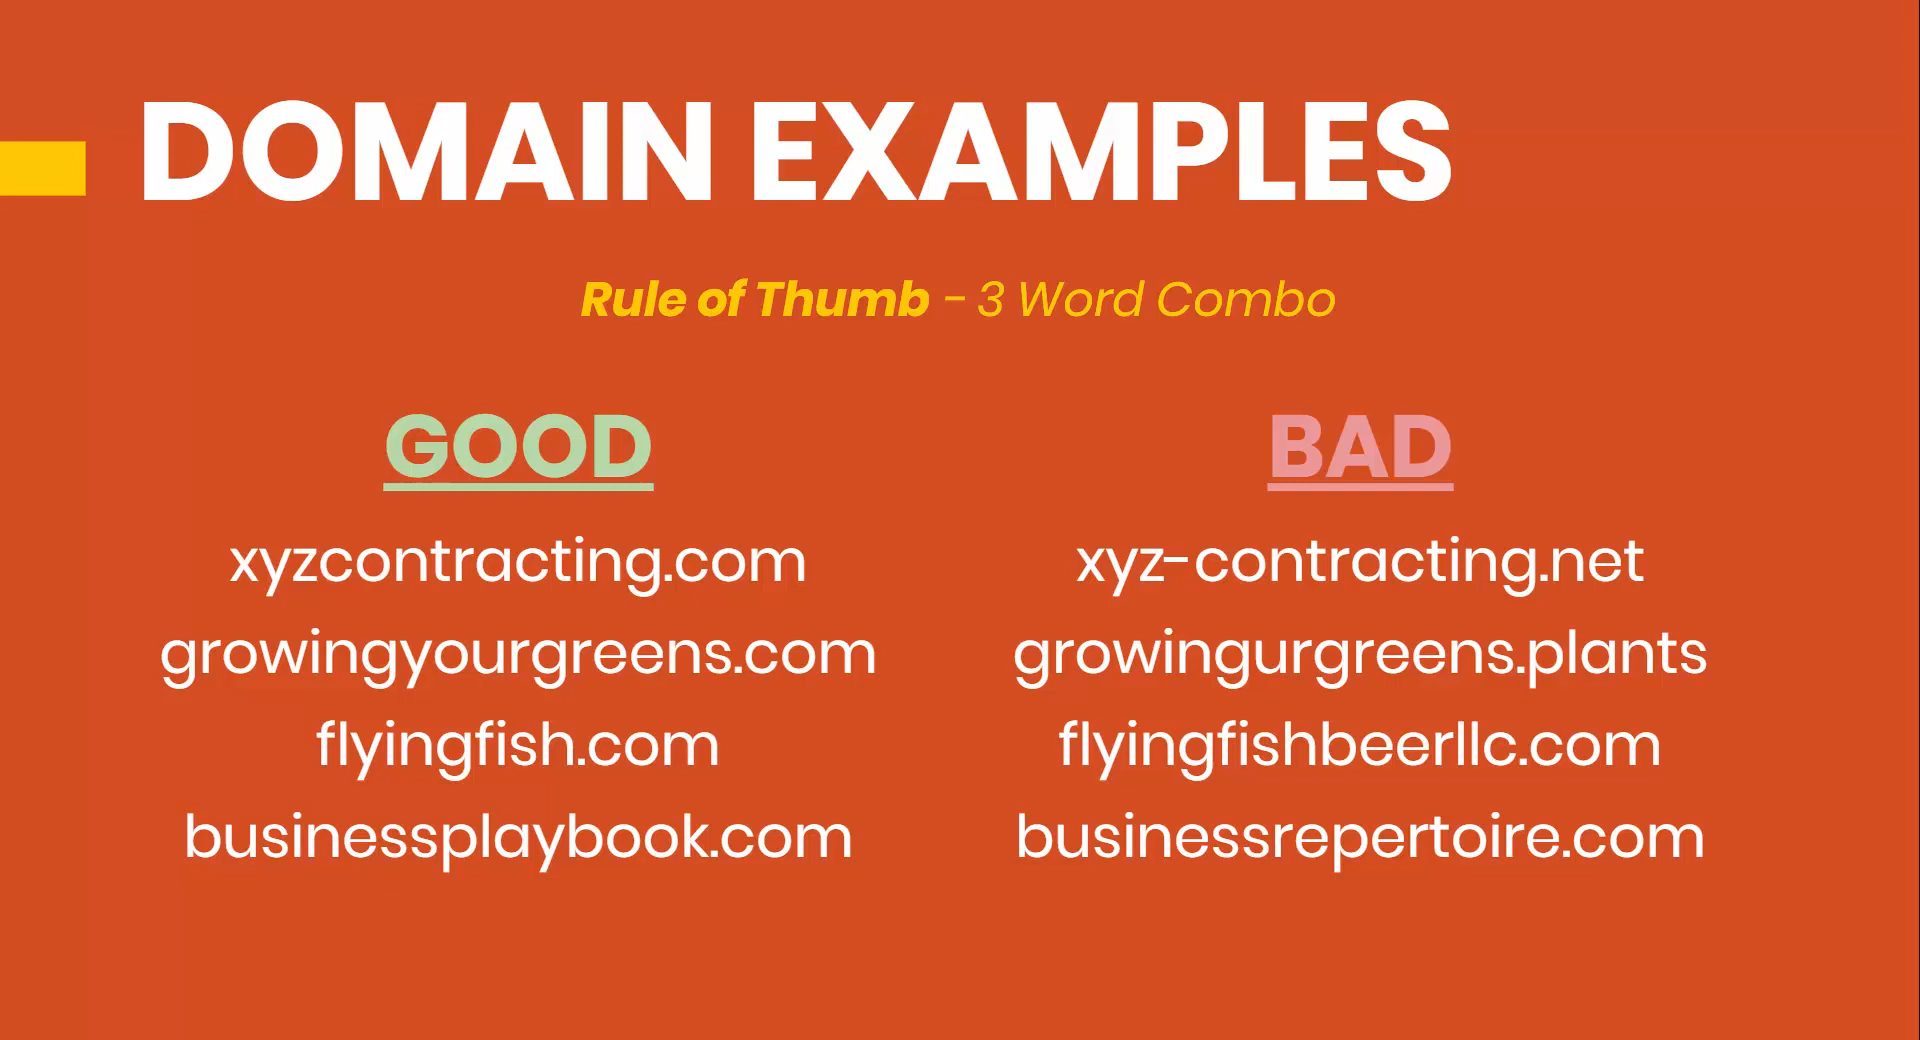 DOMAIN EXAMPLES
Rule of Thumb - 3 Word Combo
GOOD
xyzcontracting.com
growingyourgreens.com
flyingfish.com
businessplaybook.com
BAD
xyz-contracting.net
growingurgreens.plants
flyingfishbeerllc.com
businessrepertoire.com